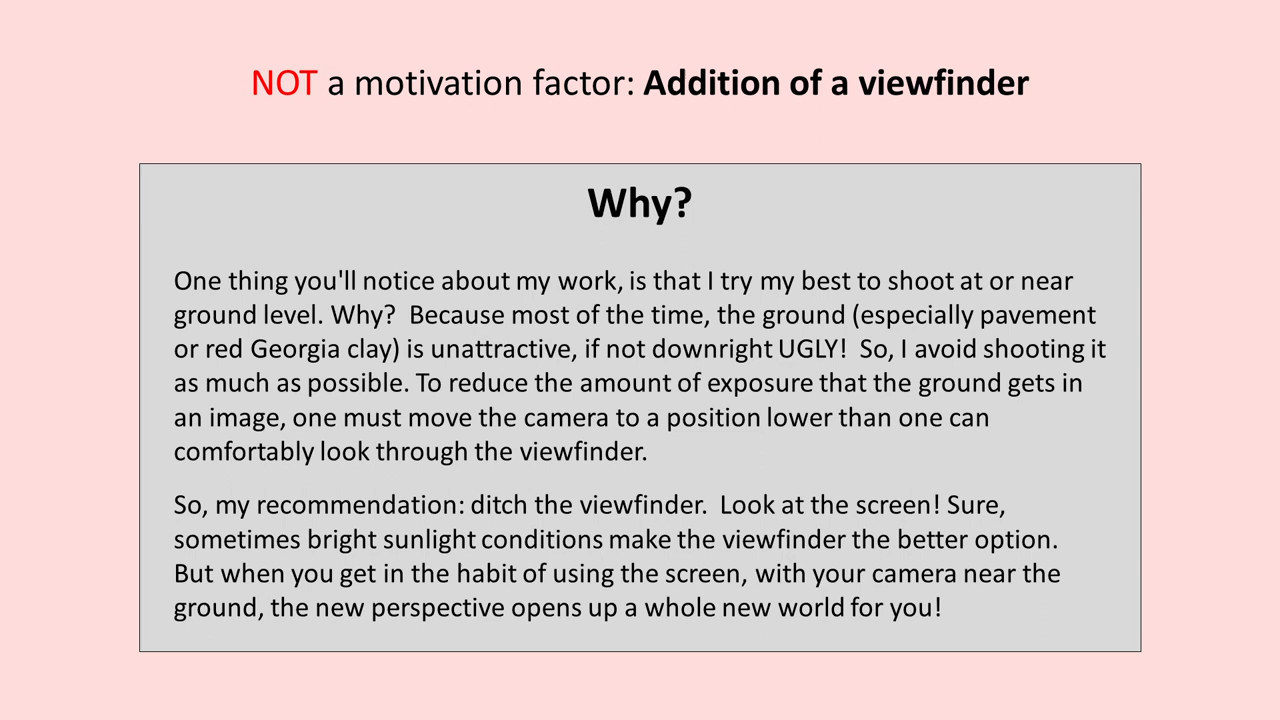 NOT a motivation factor: Addition of a viewfinder
Why?
One thing you'll notice about my work, is that I try my best to shoot at or near
ground level. Why?  Because most of the time, the ground (especially pavement
or red Georgia clay) is unattractive, if not downright UGLY!  So, I avoid shooting it
as much as possible. To reduce the amount of exposure that the ground gets in
an image, one must move the camera to a position lower than one can
comfortably look through the viewfinder.
So, my recommendation: ditch the viewfinder.  Look at the screen! Sure,
sometimes bright sunlight conditions make the viewfinder the better option.
But when you get in the habit of using the screen, with your camera near the
ground, the new perspective opens up a whole new world for you!